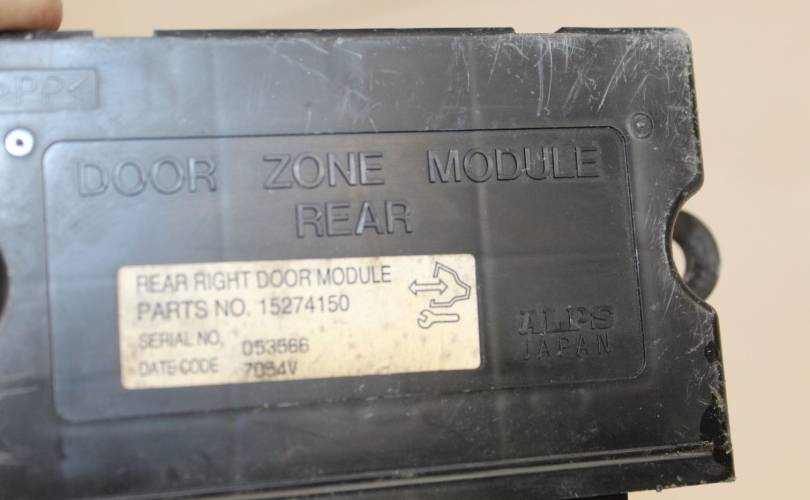 >PP<
DOOR ZONE MODULE
REAR
REAR RIGHT DOOR MODULE
PARTS NO. 15274150
SERIAL NO. 053566
DATE-CODE 7054V
ALPS
JAPAN